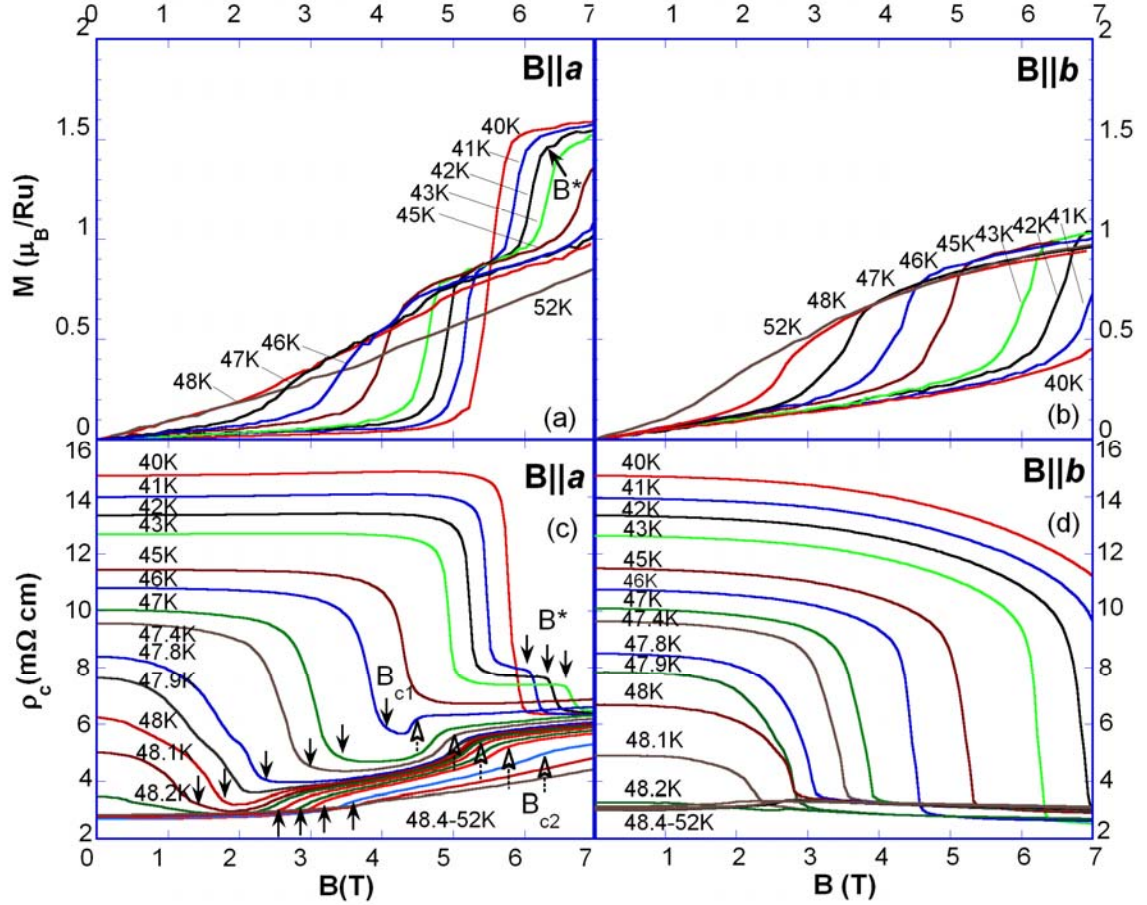 0 1 2 3 4 5 6 7 0 1 2 3 4 5 6 7
2 B||a B||b 2
1.5 40K 1.5
41K
42K
B*
43K
45K
1 41K 1
42K
43K
45K
46K
47K
M (μB/Ru)
48K
52K 52K
0.5 46K 0.5
47K
48K 40K
0 (a) (b) 0
16 40K B||a 40K B||b 16
41K 41K
14 42K 42K 14
43K (c) 43K (d)
12 12
45K 45K
46K 46K
10 47K 47K 10
B*
47.4K 47.4K
47.8K 47.8K
8 47.9K 47.9K 8
Bc1
ρc(mΩ cm)
48K 48K
6 6
48.1K 48.1K
4 4
48.2K 48.2K
Bc2
48.4-52K 48.4-52K
2 2
0 1 2 3 4 5 6 7 0 1 2 3 4 5 6 7
B(T) B (T)